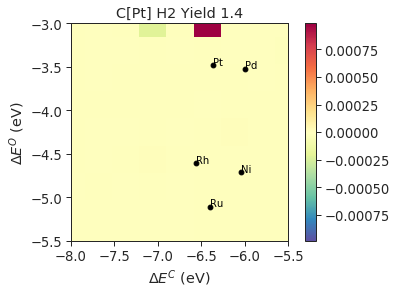 C[Pt] H2 Yield 1.4
−3.0
−3.5
−4.0
−4.5
−5.0
−5.5
ΔE^O (eV)
Pt
Pd
Rh
Ni
Ru
−8.0 −7.5 −7.0 −6.5 −6.0 −5.5
ΔE^C (eV)
0.00075
0.00050
0.00025
0.00000
−0.00025
−0.00050
−0.00075